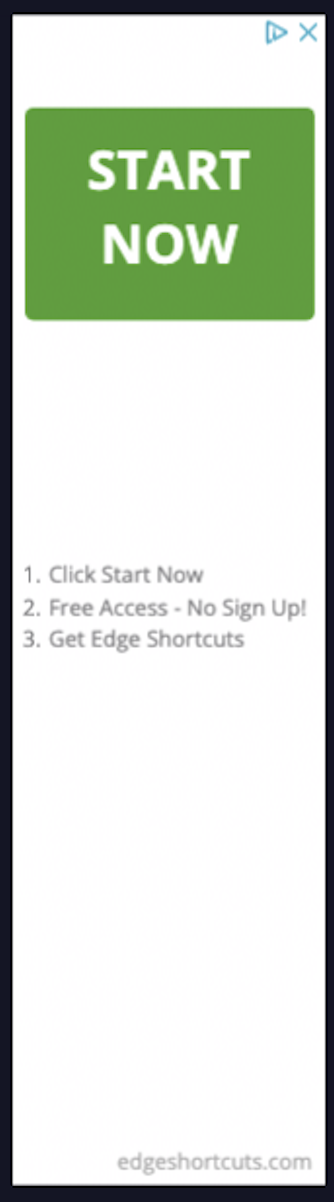 START
NOW
1. Click Start Now
2. Free Access - No Sign Up!
3. Get Edge Shortcuts
edgeshortcuts.com